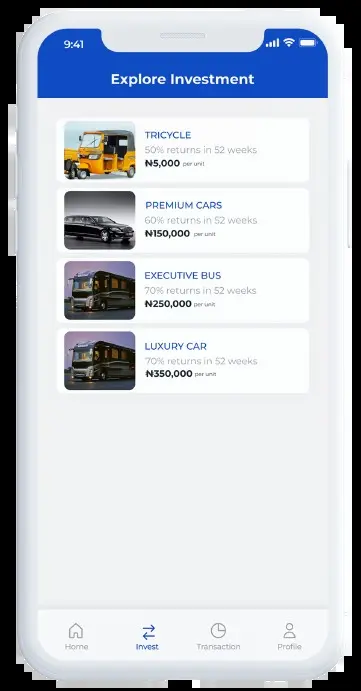 9:41
Explore Investment
TRICYCLE
50% returns in 52 weeks
₦5,000 per unit
PREMIUM CARS
60% returns in 52 weeks
₦150,000 per unit
EXECUTIVE BUS
70% returns in 52 weeks
₦250,000 per unit
LUXURY CAR
70% returns in 52 weeks
₦350,000 per unit
Home Invest Transaction Profile